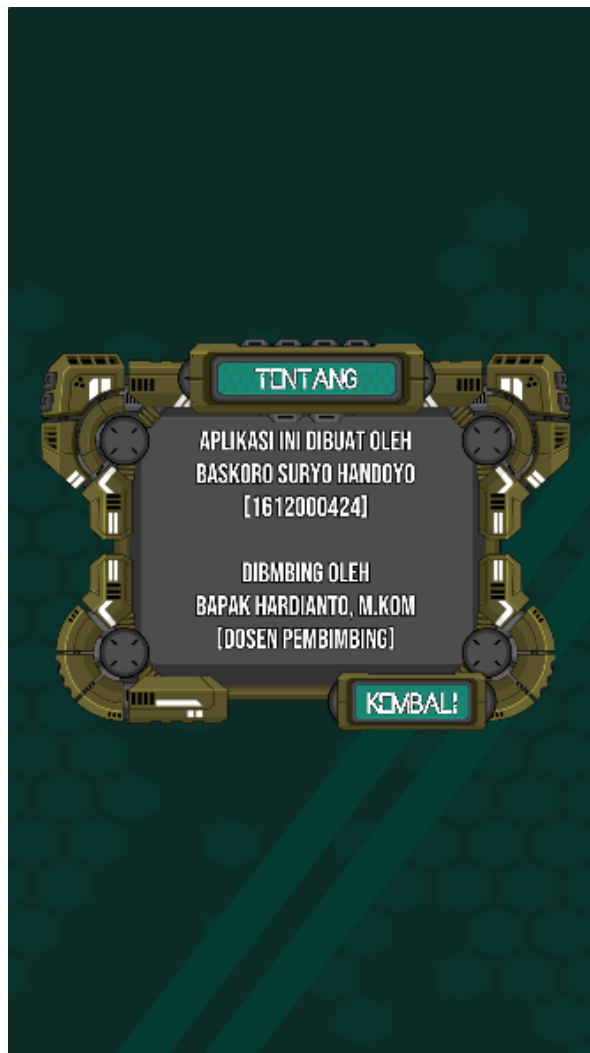 TENTANG
APLIKASI INI DIBUAT OLEH
BASKORO SURYO HANDOYO
[1612000424]
DIBMBING OLEH
BAPAK HARDIANTO, M.KOM
[DOSEN PEMBIMBING]
KEMBALI